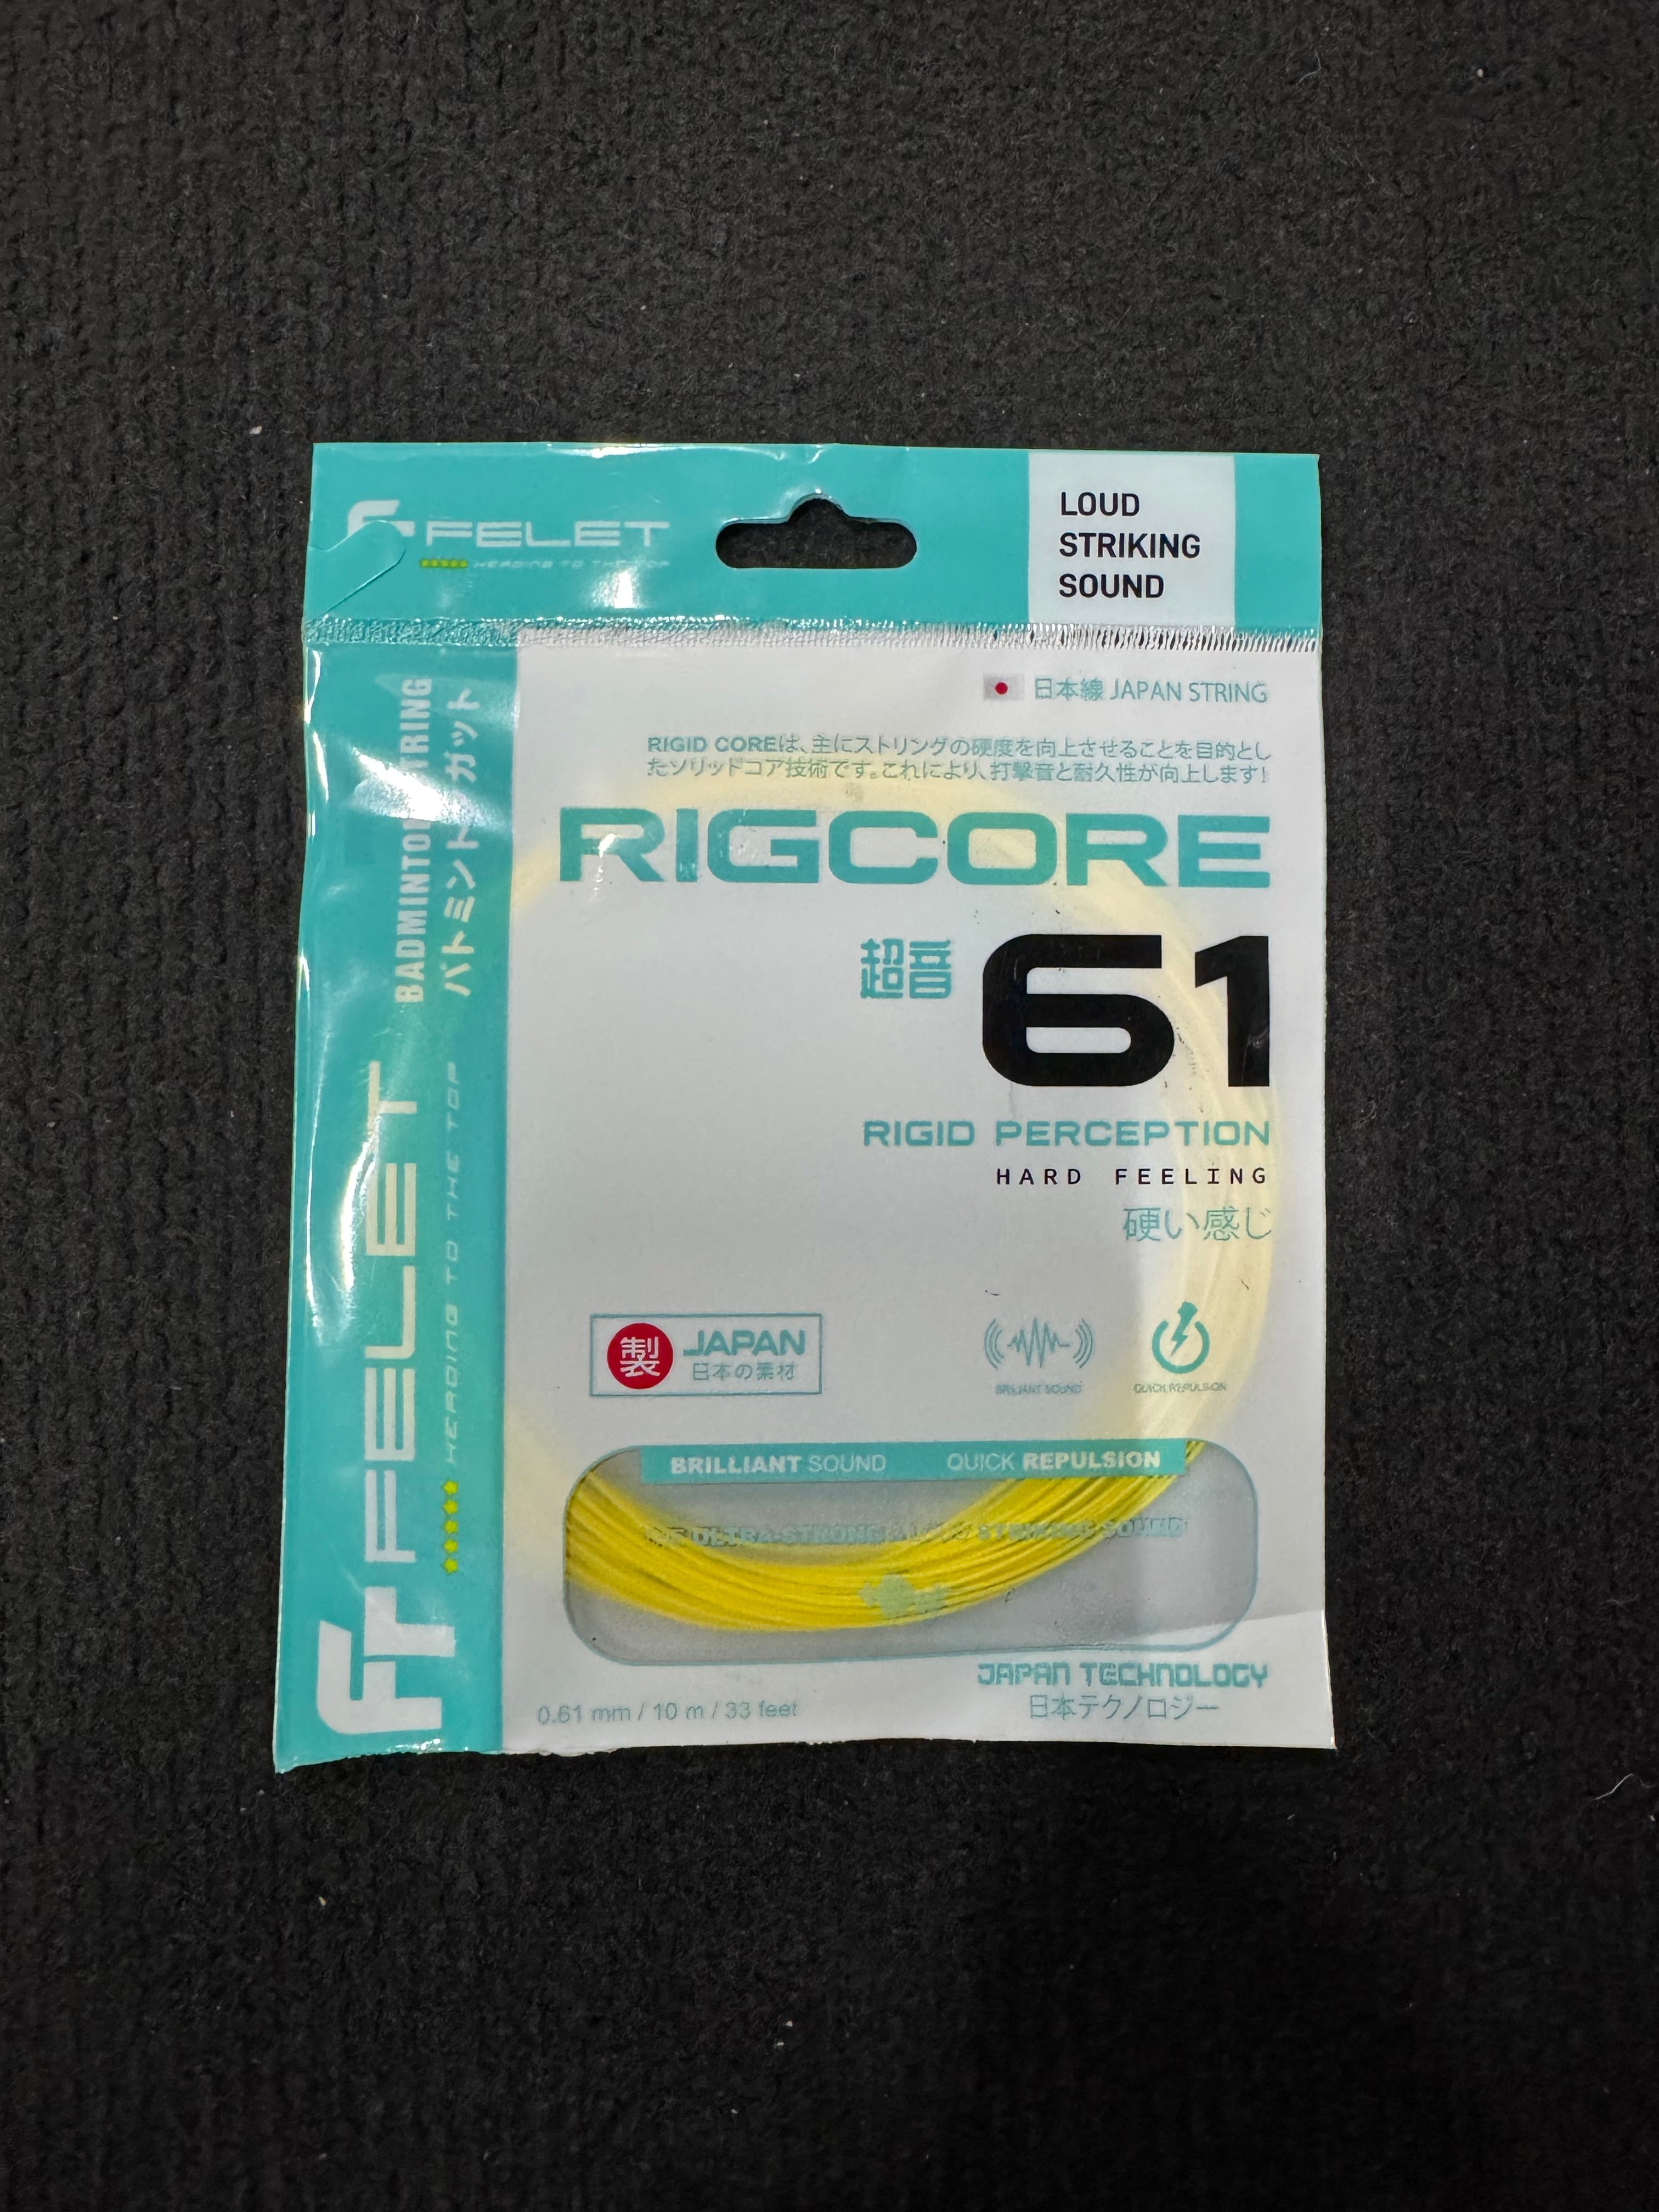 FELET
HEADING TO THE TOP
LOUD
STRIKING
SOUND
日本線 JAPAN STRING
RIGID COREは、主にストリングの硬度を向上させることを目的とし
たソリッドコア技術です。これにより、打撃音と耐久性が向上します!
RIGCORE
超音 61
RIGID PERCEPTION
HARD FEELING
硬い感じ
製 JAPAN
日本の素材
BRILIANT SOUND
QUICK REPULSION
BRILLIANT SOUND QUICK REPULSION
ULTRA-STRONG STRIKING SOUND
JAPAN TECHNOLOGY
日本テクノロジー
0.61 mm / 10 m / 33 feet
BADMINTON STRING
バトミントンガット
FELET
HEADING TO THE TOP